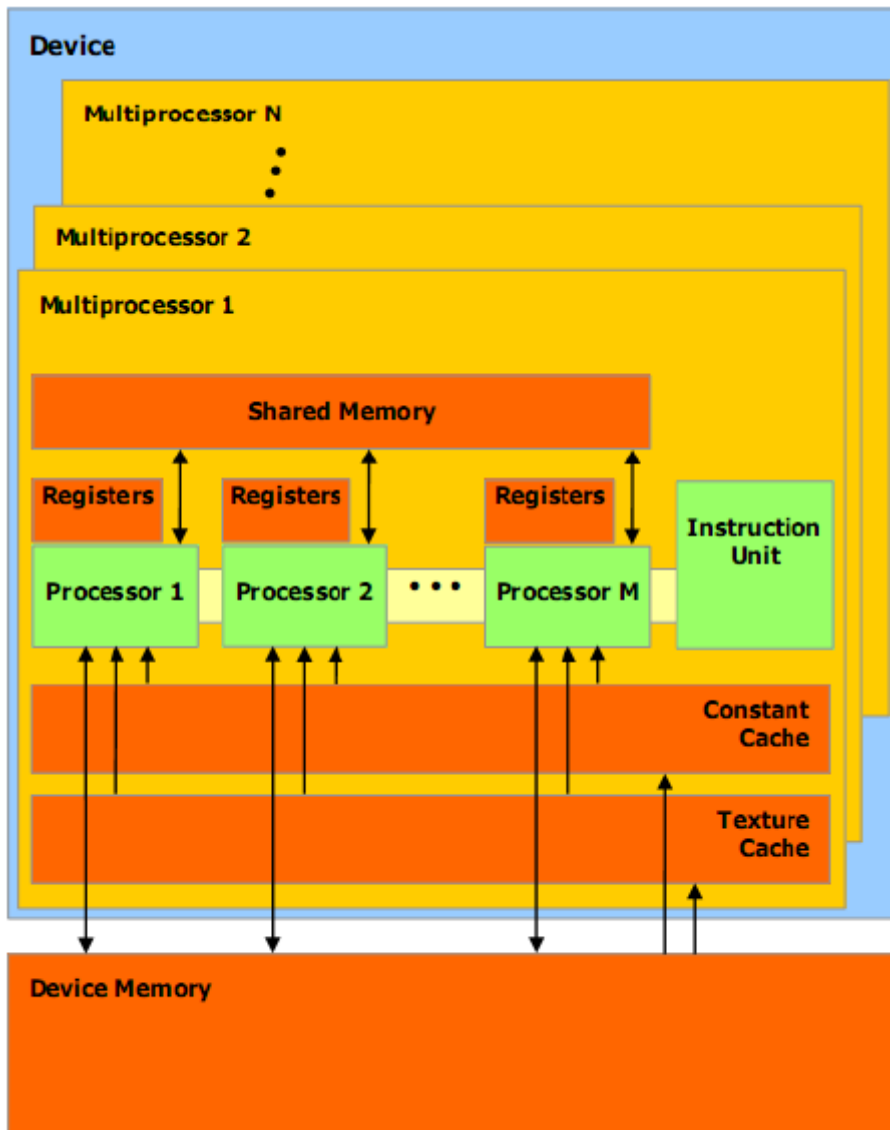 Device
Multiprocessor N
Multiprocessor 2
Multiprocessor 1
Shared Memory
Registers
Registers
Registers
Instruction
Unit
Processor 1
Processor 2
• • •
Processor M
Constant
Cache
Texture
Cache
Device Memory